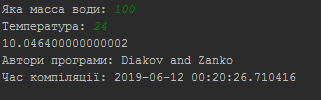 Яка масса води: 100
Температура: 24
10.046400000000002
Автори програми: Diakov and Zanko
Час компіляції: 2019-06-12 00:20:26.710416